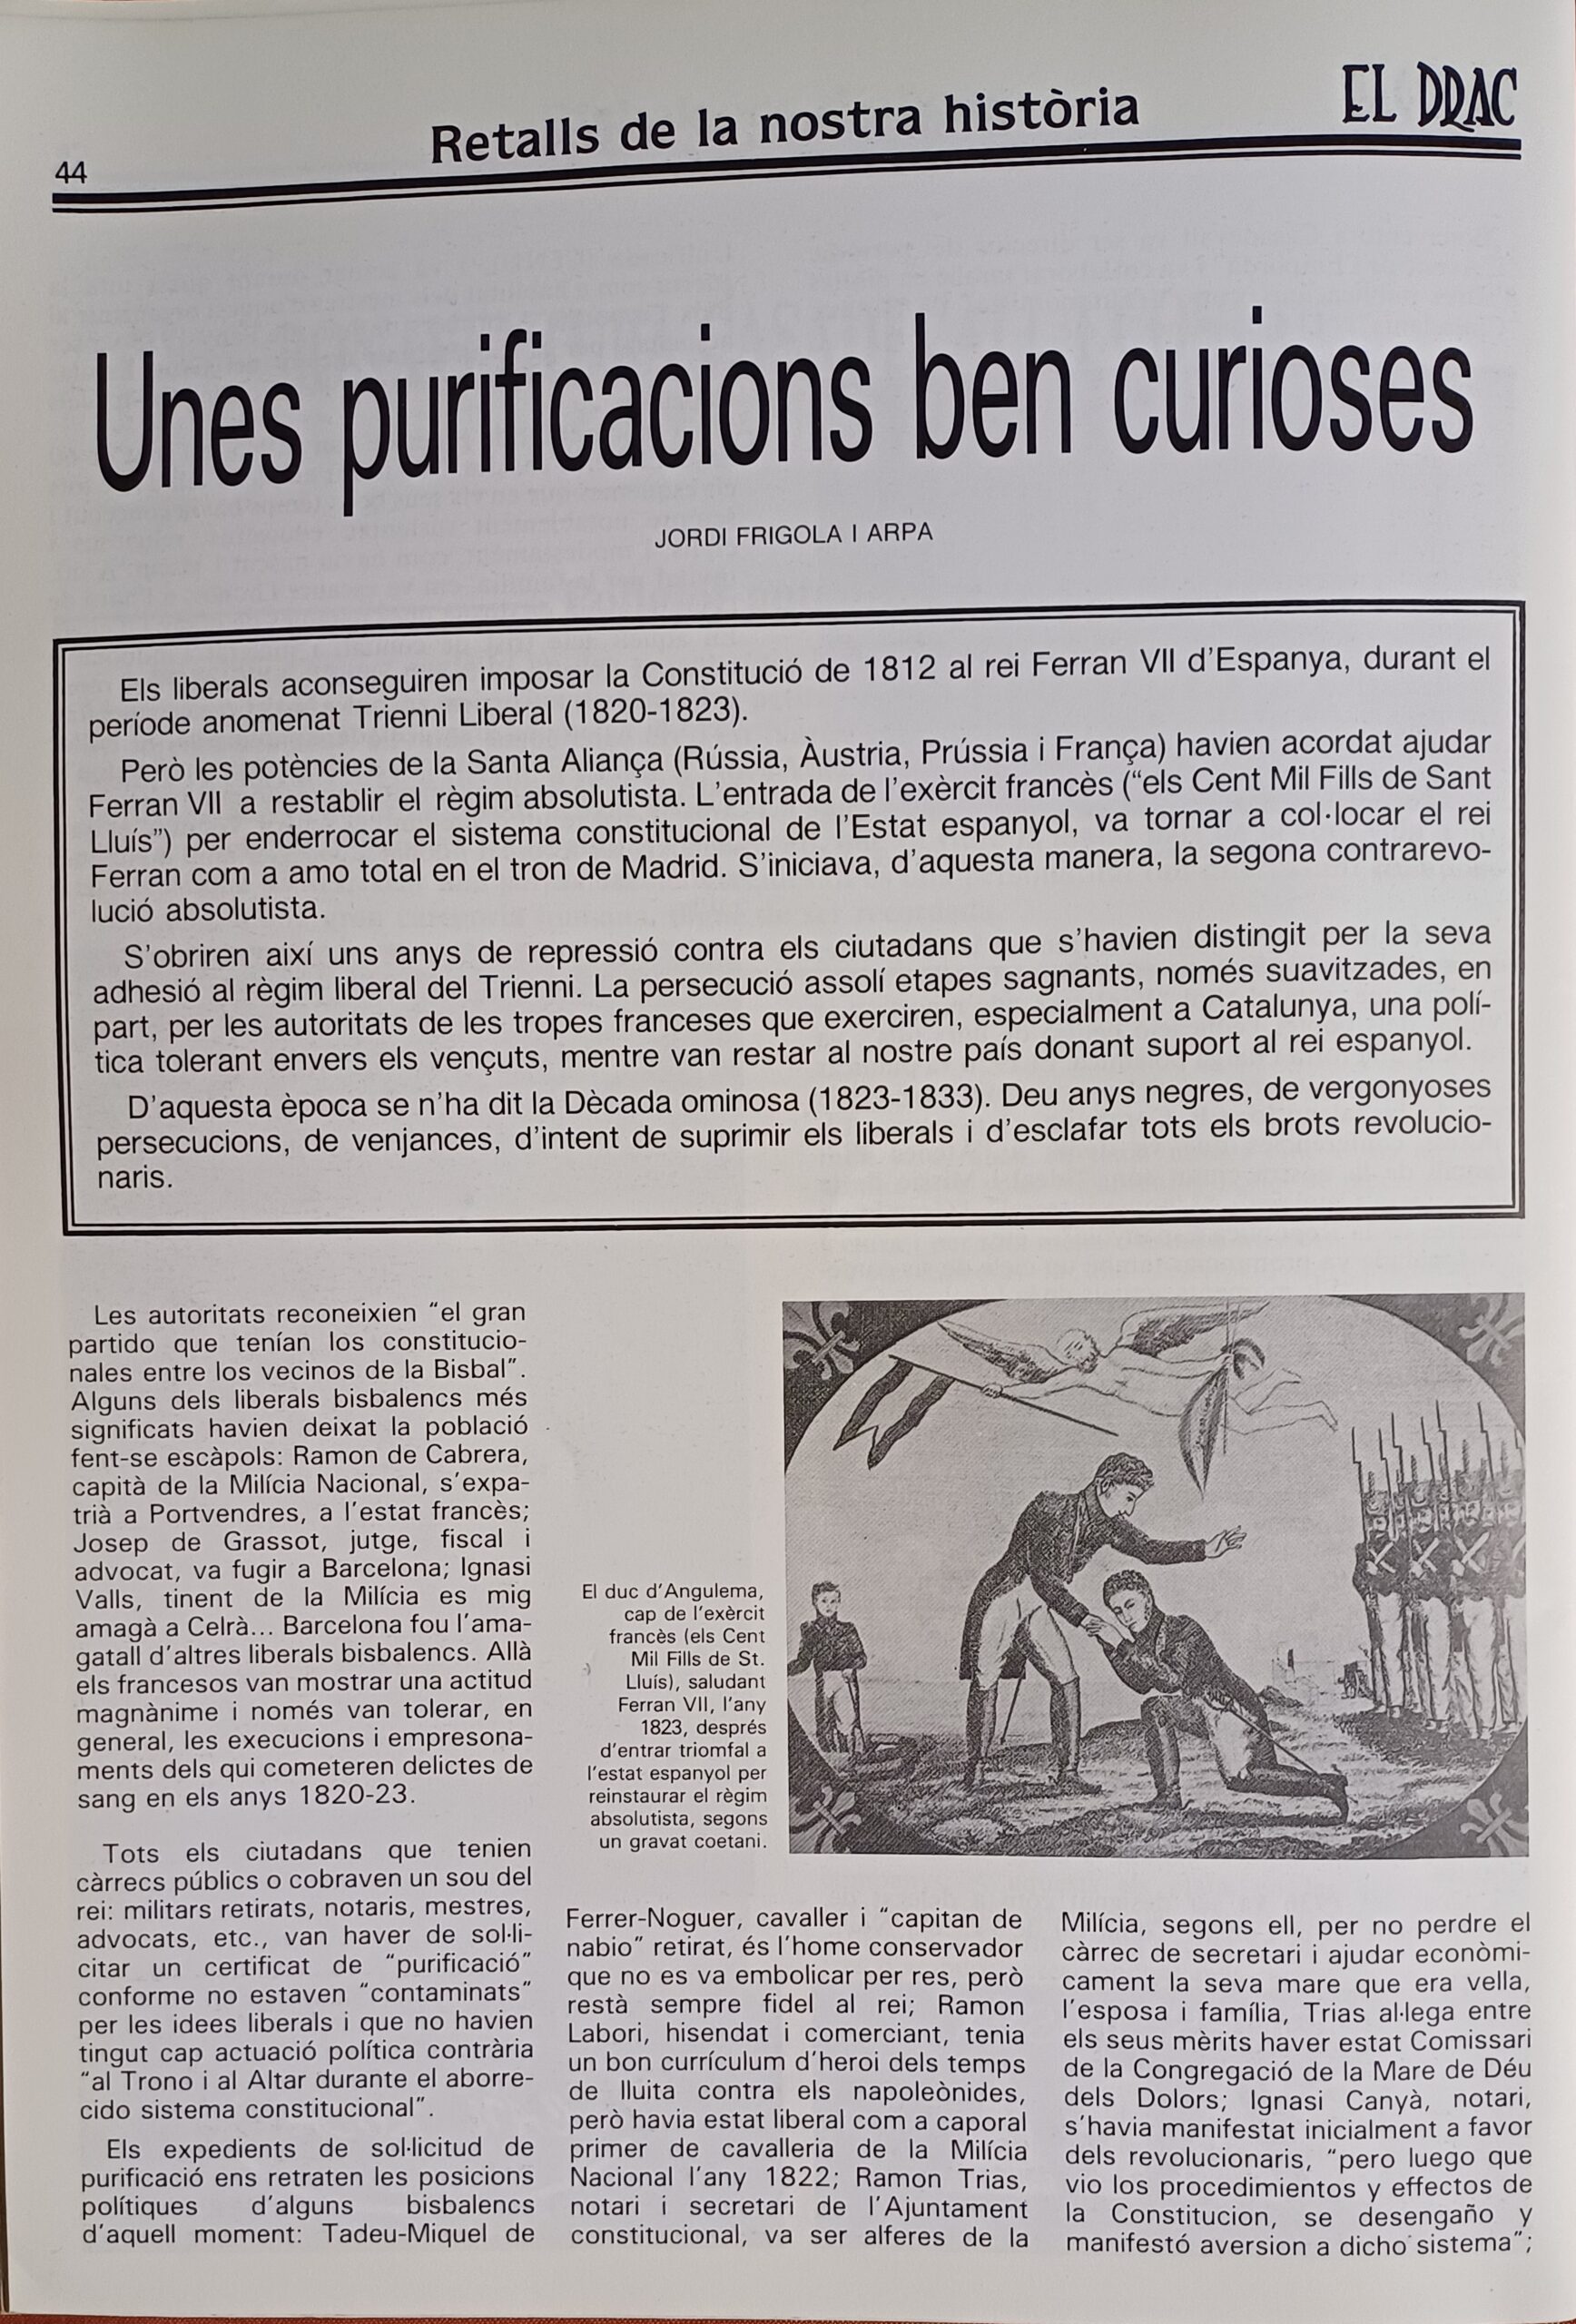 44
Retalls de la nostra història
EL DRAC
Unes purificacions ben curioses
JORDI FRIGOLA I ARPA
Els liberals aconseguiren imposar la Constitució de 1812 al rei Ferran VII d'Espanya, durant el
període anomenat Trienni Liberal (1820-1823).
Però les potències de la Santa Aliança (Rússia, Àustria, Prússia i França) havien acordat ajudar
Ferran VII a restablir el règim absolutista. L'entrada de l'exèrcit francès (“els Cent Mil Fills de Sant
Lluís”) per enderrocar el sistema constitucional de l'Estat espanyol, va tornar a col·locar el rei
Ferran com a amo total en el tron de Madrid. S'iniciava, d'aquesta manera, la segona contrarevo-
lució absolutista.
S'obriren així uns anys de repressió contra els ciutadans que s'havien distingit per la seva
adhesió al règim liberal del Trienni. La persecució assolí etapes sagnants, només suavitzades, en
part, per les autoritats de les tropes franceses que exerciren, especialment a Catalunya, una polí-
tica tolerant envers els vençuts, mentre van restar al nostre país donant suport al rei espanyol.
D'aquesta època se n'ha dit la Dècada ominosa (1823-1833). Deu anys negres, de vergonyoses
persecucions, de venjances, d'intent de suprimir els liberals i d'esclafar tots els brots revolucio-
naris.
Les autoritats reconeixien “el gran
partido que tenían los constitucio-
nales entre los vecinos de la Bisbal”.
Alguns dels liberals bisbalencs més
significats havien deixat la població
fent-se escàpols: Ramon de Cabrera,
capità de la Milícia Nacional, s'expa-
trià a Portvendres, a l'estat francès;
Josep de Grassot, jutge, fiscal i
advocat, va fugir a Barcelona; Ignasi
Valls, tinent de la Milícia es mig
amagà a Celrà... Barcelona fou l'ama-
gatall d'altres liberals bisbalencs. Allà
els francesos van mostrar una actitud
magnànime i només van tolerar, en
general, les execucions i empresona-
ments dels qui cometeren delictes de
sang en els anys 1820-23.
Tots els ciutadans que tenien
càrrecs públics o cobraven un sou del
rei: militars retirats, notaris, mestres,
advocats, etc., van haver de sol·li-
citar un certificat de “purificació”
conforme no estaven “contaminats”
per les idees liberals i que no havien
tingut cap actuació política contrària
“al Trono i al Altar durante el aborre-
cido sistema constitucional”.
Els expedients de sol·licitud de
purificació ens retraten les posicions
polítiques d'alguns bisbalencs
d'aquell moment: Tadeu-Miquel de
El duc d'Angulema,
cap de l'exèrcit
francès (els Cent
Mil Fills de St.
Lluís), saludant
Ferran VII, l'any
1823, després
d'entrar triomfal a
l'estat espanyol per
reinstaurar el règim
absolutista, segons
un gravat coetani.
Ferrer-Noguer, cavaller i “capitan de
nabio” retirat, és l'home conservador
que no es va embolicar per res, però
restà sempre fidel al rei; Ramon
Labori, hisendat i comerciant, tenia
un bon currículum d'heroi dels temps
de lluita contra els napoleònides,
però havia estat liberal com a caporal
primer de cavalleria de la Milícia
Nacional l'any 1822; Ramon Trias,
notari i secretari de l'Ajuntament
constitucional, va ser alferes de la
Milícia, segons ell, per no perdre el
càrrec de secretari i ajudar econòmi-
cament la seva mare que era vella,
l'esposa i família, Trias al·lega entre
els seus mèrits haver estat Comissari
de la Congregació de la Mare de Déu
dels Dolors; Ignasi Canyà, notari,
s'havia manifestat inicialment a favor
dels revolucionaris, “pero luego que
vio los procedimientos y effectos de
la Constitucion, se desengaño y
manifestó aversion a dicho sistema”;